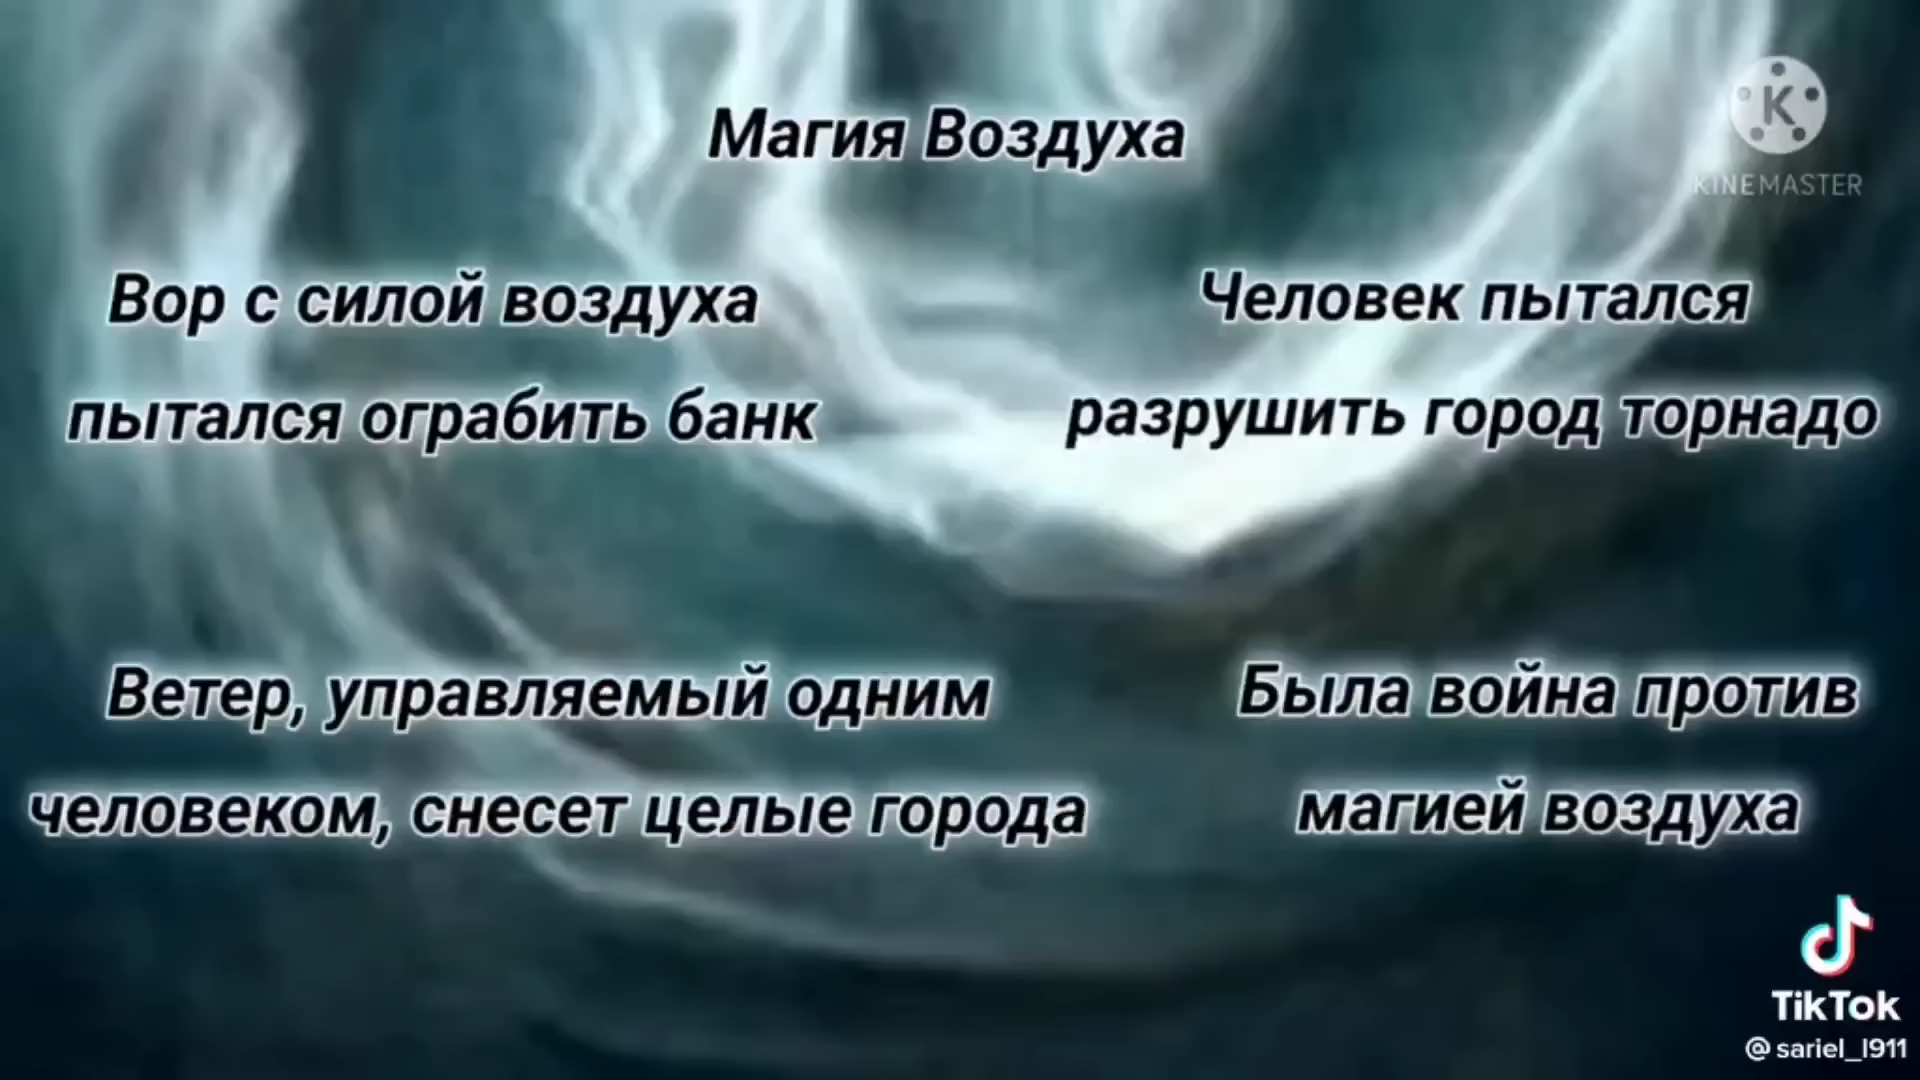 Магия Воздуха
KINEMASTER
Вор с силой воздуха
пытался ограбить банк
Человек пытался
разрушить город торнадо
Ветер, управляемый одним
человеком, снесет целые города
Была война против
магией воздуха
TikTok
@sariel_l911